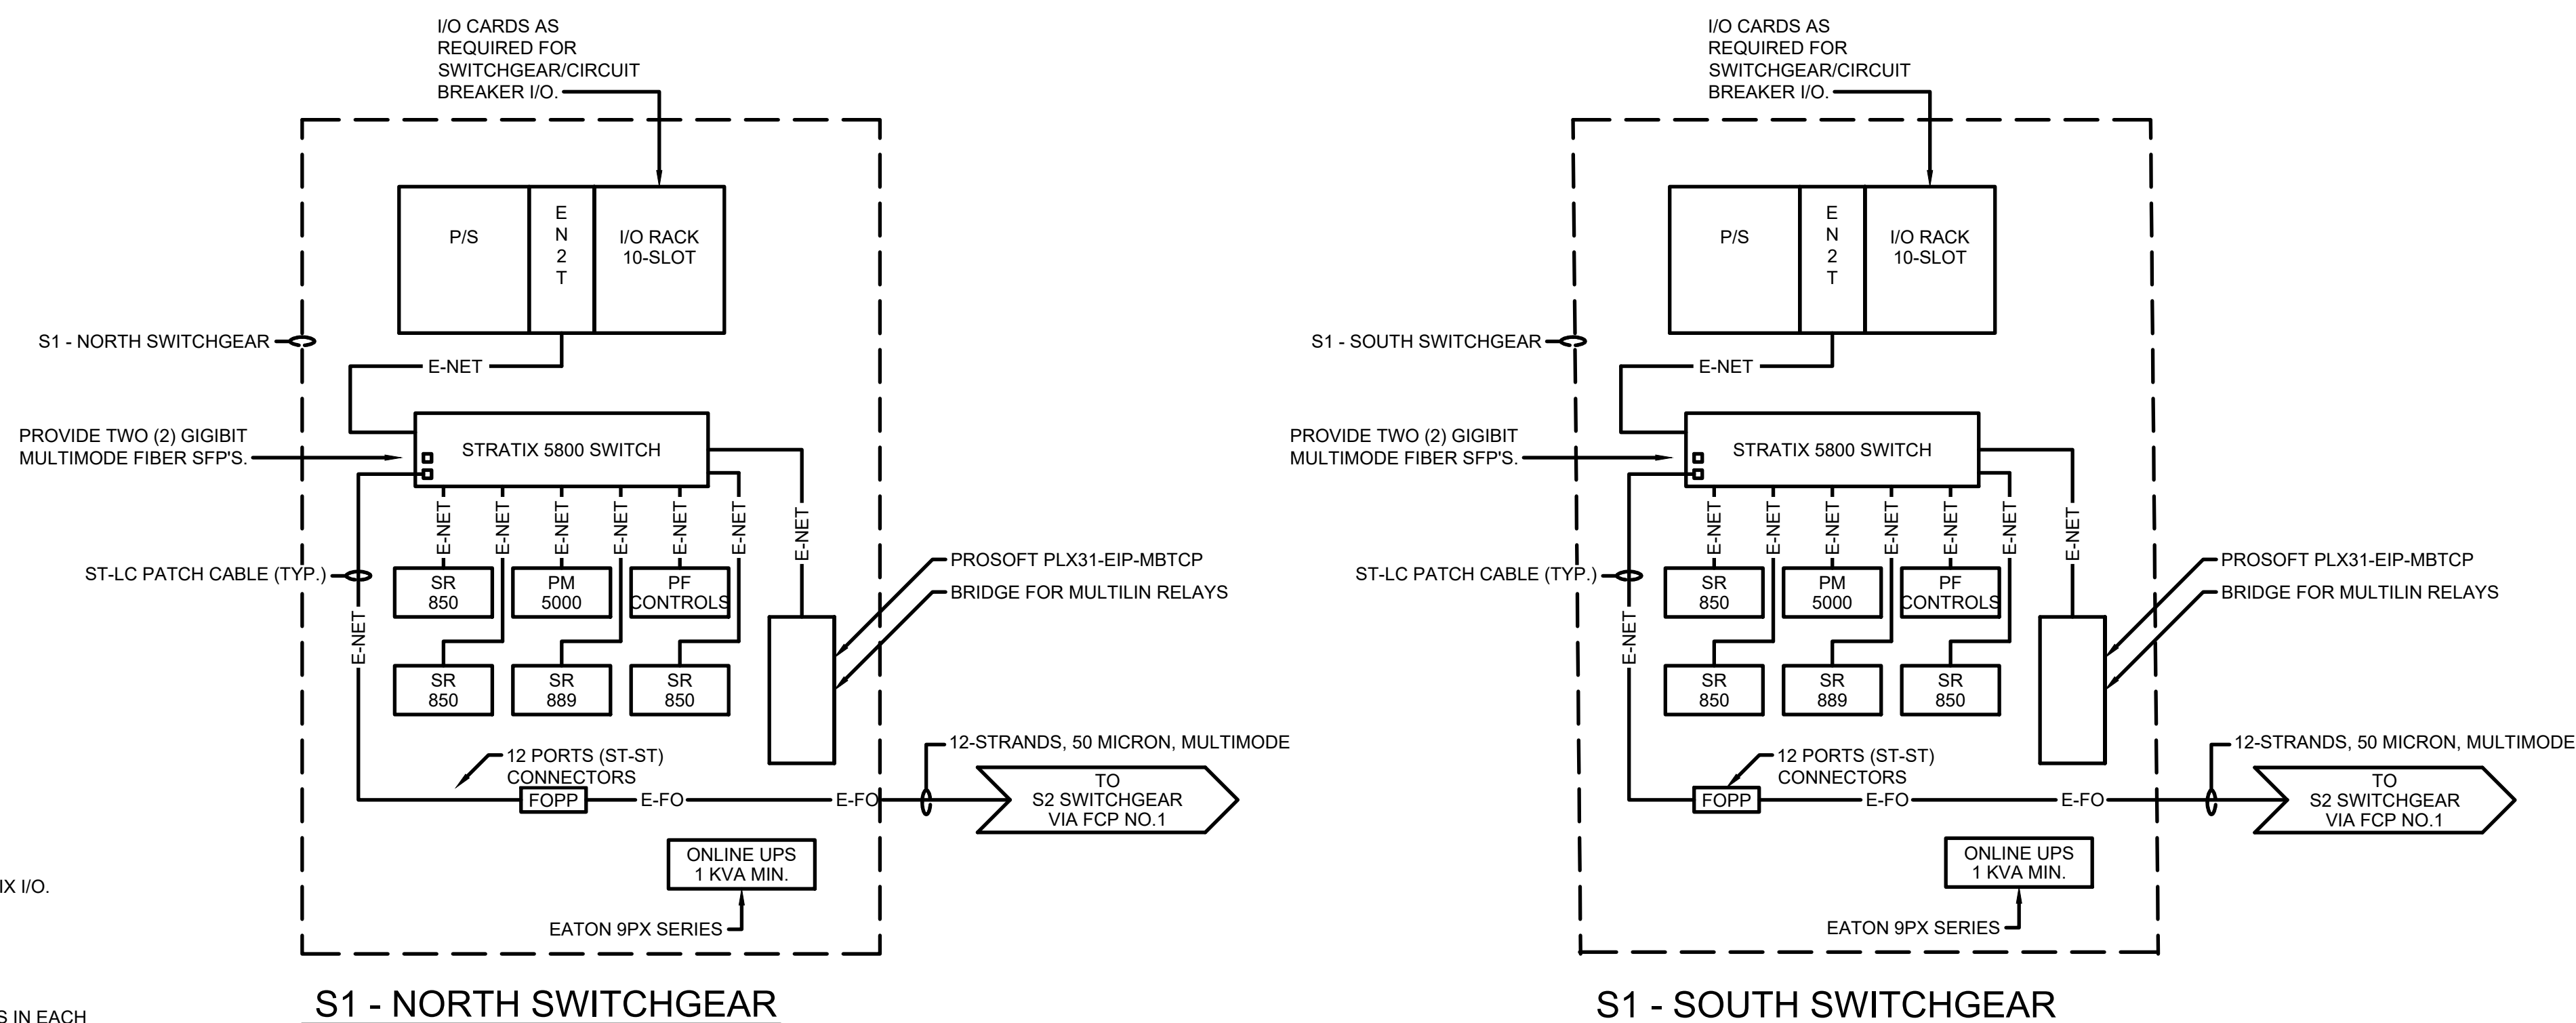 I/O CARDS AS
REQUIRED FOR
SWITCHGEAR/CIRCUIT
BREAKER I/O.
P/S
E
N
2
T
I/O RACK
10-SLOT
S1 - NORTH SWITCHGEAR
E-NET
PROVIDE TWO (2) GIGIBIT
MULTIMODE FIBER SFP'S.
STRATIX 5800 SWITCH
E-NET
E-NET
E-NET
E-NET
E-NET
E-NET
E-NET
ST-LC PATCH CABLE (TYP.)
SR
850
PM
5000
PF
CONTROLS
PROSOFT PLX31-EIP-MBTCP
BRIDGE FOR MULTILIN RELAYS
E-NET
SR
850
SR
889
SR
850
12 PORTS (ST-ST)
CONNECTORS
12-STRANDS, 50 MICRON, MULTIMODE
FOPP
E-FO
E-FO
TO
S2 SWITCHGEAR
VIA FCP NO.1
ONLINE UPS
1 KVA MIN.
EATON 9PX SERIES
IX I/O.
S IN EACH
S1 - NORTH SWITCHGEAR
I/O CARDS AS
REQUIRED FOR
SWITCHGEAR/CIRCUIT
BREAKER I/O.
P/S
E
N
2
T
I/O RACK
10-SLOT
S1 - SOUTH SWITCHGEAR
E-NET
PROVIDE TWO (2) GIGIBIT
MULTIMODE FIBER SFP'S.
STRATIX 5800 SWITCH
E-NET
E-NET
E-NET
E-NET
E-NET
E-NET
E-NET
ST-LC PATCH CABLE (TYP.)
SR
850
PM
5000
PF
CONTROLS
PROSOFT PLX31-EIP-MBTCP
BRIDGE FOR MULTILIN RELAYS
E-NET
SR
850
SR
889
SR
850
12 PORTS (ST-ST)
CONNECTORS
12-STRANDS, 50 MICRON, MULTIMODE
FOPP
E-FO
E-FO
TO
S2 SWITCHGEAR
VIA FCP NO.1
ONLINE UPS
1 KVA MIN.
EATON 9PX SERIES
S1 - SOUTH SWITCHGEAR